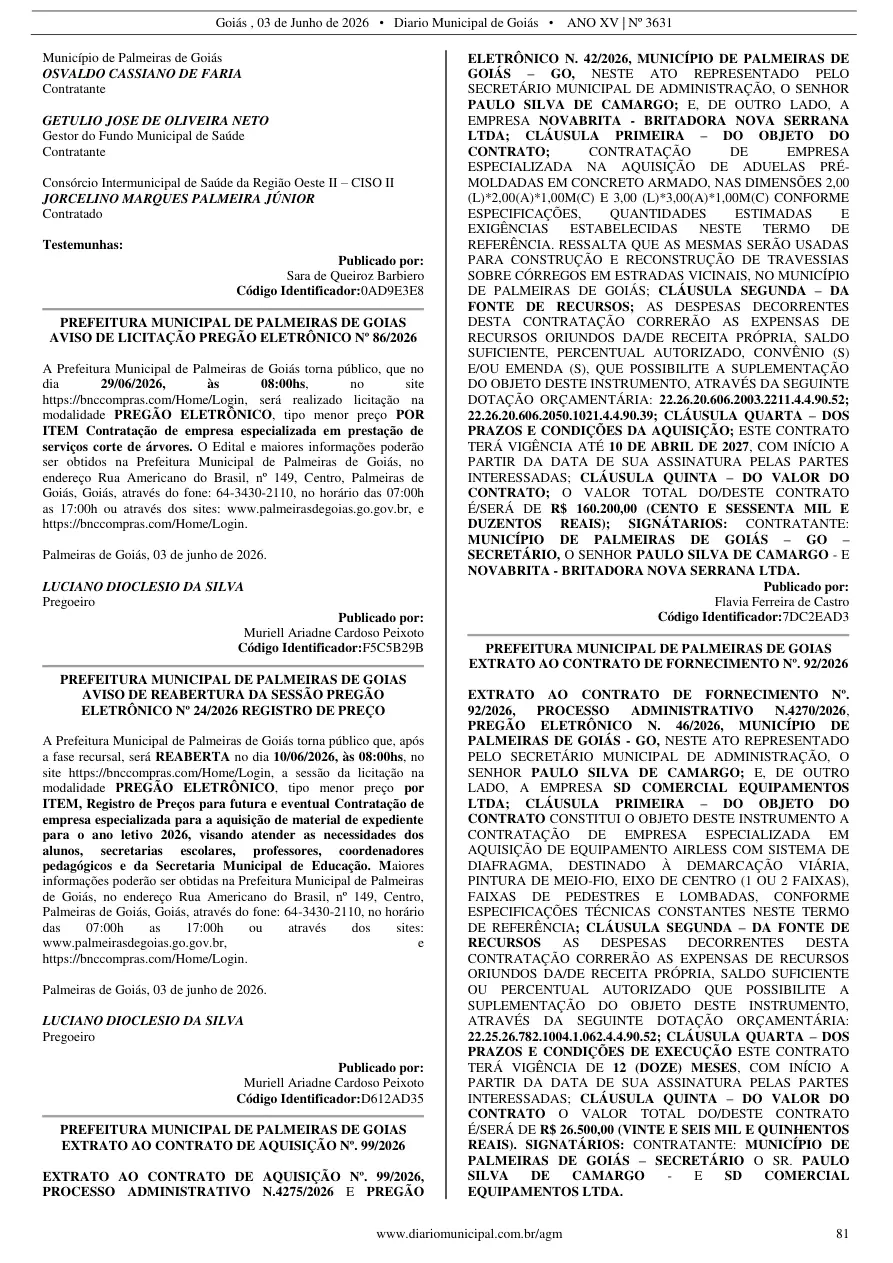 Goiás , 03 de Junho de 2026 • Diario Municipal de Goiás • ANO XV | Nº 3631
Município de Palmeiras de Goiás
OSVALDO CASSIANO DE FARIA
Contratante
GETULIO JOSE DE OLIVEIRA NETO
Gestor do Fundo Municipal de Saúde
Contratante
Consórcio Intermunicipal de Saúde da Região Oeste II – CISO II
JORCELINO MARQUES PALMEIRA JÚNIOR
Contratado
Testemunhas:
Publicado por:
Sara de Queiroz Barbiero
Código Identificador:0AD9E3E8
PREFEITURA MUNICIPAL DE PALMEIRAS DE GOIAS
AVISO DE LICITAÇÃO PREGÃO ELETRÔNICO Nº 86/2026
A Prefeitura Municipal de Palmeiras de Goiás torna público, que no
dia 29/06/2026, às 08:00hs, no site
https://bnccompras.com/Home/Login, será realizado licitação na
modalidade PREGÃO ELETRÔNICO, tipo menor preço POR
ITEM Contratação de empresa especializada em prestação de
serviços corte de árvores. O Edital e maiores informações poderão
ser obtidos na Prefeitura Municipal de Palmeiras de Goiás, no
endereço Rua Americano do Brasil, nº 149, Centro, Palmeiras de
Goiás, Goiás, através do fone: 64-3430-2110, no horário das 07:00h
as 17:00h ou através dos sites: www.palmeirasdegoias.go.gov.br, e
https://bnccompras.com/Home/Login.
Palmeiras de Goiás, 03 de junho de 2026.
LUCIANO DIOCLESIO DA SILVA
Pregoeiro
Publicado por:
Muriell Ariadne Cardoso Peixoto
Código Identificador:F5C5B29B
PREFEITURA MUNICIPAL DE PALMEIRAS DE GOIAS
AVISO DE REABERTURA DA SESSÃO PREGÃO
ELETRÔNICO Nº 24/2026 REGISTRO DE PREÇO
A Prefeitura Municipal de Palmeiras de Goiás torna público que, após
a fase recursal, será REABERTA no dia 10/06/2026, às 08:00hs, no
site https://bnccompras.com/Home/Login, a sessão da licitação na
modalidade PREGÃO ELETRÔNICO, tipo menor preço por
ITEM, Registro de Preços para futura e eventual Contratação de
empresa especializada para a aquisição de material de expediente
para o ano letivo 2026, visando atender as necessidades dos
alunos, secretarias escolares, professores, coordenadores
pedagógicos e da Secretaria Municipal de Educação. Maiores
informações poderão ser obtidas na Prefeitura Municipal de Palmeiras
de Goiás, no endereço Rua Americano do Brasil, nº 149, Centro,
Palmeiras de Goiás, Goiás, através do fone: 64-3430-2110, no horário
das 07:00h as 17:00h ou através dos sites:
www.palmeirasdegoias.go.gov.br, e
https://bnccompras.com/Home/Login.
Palmeiras de Goiás, 03 de junho de 2026.
LUCIANO DIOCLESIO DA SILVA
Pregoeiro
Publicado por:
Muriell Ariadne Cardoso Peixoto
Código Identificador:D612AD35
PREFEITURA MUNICIPAL DE PALMEIRAS DE GOIAS
EXTRATO AO CONTRATO DE AQUISIÇÃO Nº. 99/2026
EXTRATO AO CONTRATO DE AQUISIÇÃO Nº. 99/2026,
PROCESSO ADMINISTRATIVO N.4275/2026 E PREGÃO
ELETRÔNICO N. 42/2026, MUNICÍPIO DE PALMEIRAS DE
GOIÁS – GO, NESTE ATO REPRESENTADO PELO
SECRETÁRIO MUNICIPAL DE ADMINISTRAÇÃO, O SENHOR
PAULO SILVA DE CAMARGO; E, DE OUTRO LADO, A
EMPRESA NOVABRITA - BRITADORA NOVA SERRANA
LTDA; CLÁUSULA PRIMEIRA – DO OBJETO DO
CONTRATO; CONTRATAÇÃO DE EMPRESA
ESPECIALIZADA NA AQUISIÇÃO DE ADUELAS PRÉ-
MOLDADAS EM CONCRETO ARMADO, NAS DIMENSÕES 2,00
(L)*2,00(A)*1,00M(C) E 3,00 (L)*3,00(A)*1,00M(C) CONFORME
ESPECIFICAÇÕES, QUANTIDADES ESTIMADAS E
EXIGÊNCIAS ESTABELECIDAS NESTE TERMO DE
REFERÊNCIA. RESSALTA QUE AS MESMAS SERÃO USADAS
PARA CONSTRUÇÃO E RECONSTRUÇÃO DE TRAVESSIAS
SOBRE CÓRREGOS EM ESTRADAS VICINAIS, NO MUNICÍPIO
DE PALMEIRAS DE GOIÁS; CLÁUSULA SEGUNDA – DA
FONTE DE RECURSOS; AS DESPESAS DECORRENTES
DESTA CONTRATAÇÃO CORRERÃO AS EXPENSAS DE
RECURSOS ORIUNDOS DA/DE RECEITA PRÓPRIA, SALDO
SUFICIENTE, PERCENTUAL AUTORIZADO, CONVÊNIO (S)
E/OU EMENDA (S), QUE POSSIBILITE A SUPLEMENTAÇÃO
DO OBJETO DESTE INSTRUMENTO, ATRAVÉS DA SEGUINTE
DOTAÇÃO ORÇAMENTÁRIA: 22.26.20.606.2003.2211.4.4.90.52;
22.26.20.606.2050.1021.4.4.90.39; CLÁUSULA QUARTA – DOS
PRAZOS E CONDIÇÕES DA AQUISIÇÃO; ESTE CONTRATO
TERÁ VIGÊNCIA ATÉ 10 DE ABRIL DE 2027, COM INÍCIO A
PARTIR DA DATA DE SUA ASSINATURA PELAS PARTES
INTERESSADAS; CLÁUSULA QUINTA – DO VALOR DO
CONTRATO; O VALOR TOTAL DO/DESTE CONTRATO
É/SERÁ DE R$ 160.200,00 (CENTO E SESSENTA MIL E
DUZENTOS REAIS); SIGNÁTARIOS: CONTRATANTE:
MUNICÍPIO DE PALMEIRAS DE GOIÁS – GO –
SECRETÁRIO, O SENHOR PAULO SILVA DE CAMARGO - E
NOVABRITA - BRITADORA NOVA SERRANA LTDA.
Publicado por:
Flavia Ferreira de Castro
Código Identificador:7DC2EAD3
PREFEITURA MUNICIPAL DE PALMEIRAS DE GOIAS
EXTRATO AO CONTRATO DE FORNECIMENTO Nº. 92/2026
EXTRATO AO CONTRATO DE FORNECIMENTO Nº.
92/2026, PROCESSO ADMINISTRATIVO N.4270/2026,
PREGÃO ELETRÔNICO N. 46/2026, MUNICÍPIO DE
PALMEIRAS DE GOIÁS - GO, NESTE ATO REPRESENTADO
PELO SECRETÁRIO MUNICIPAL DE ADMINISTRAÇÃO, O
SENHOR PAULO SILVA DE CAMARGO; E, DE OUTRO
LADO, A EMPRESA SD COMERCIAL EQUIPAMENTOS
LTDA; CLÁUSULA PRIMEIRA – DO OBJETO DO
CONTRATO CONSTITUI O OBJETO DESTE INSTRUMENTO A
CONTRATAÇÃO DE EMPRESA ESPECIALIZADA EM
AQUISIÇÃO DE EQUIPAMENTO AIRLESS COM SISTEMA DE
DIAFRAGMA, DESTINADO À DEMARCAÇÃO VIÁRIA,
PINTURA DE MEIO-FIO, EIXO DE CENTRO (1 OU 2 FAIXAS),
FAIXAS DE PEDESTRES E LOMBADAS, CONFORME
ESPECIFICAÇÕES TÉCNICAS CONSTANTES NESTE TERMO
DE REFERÊNCIA; CLÁUSULA SEGUNDA – DA FONTE DE
RECURSOS AS DESPESAS DECORRENTES DESTA
CONTRATAÇÃO CORRERÃO AS EXPENSAS DE RECURSOS
ORIUNDOS DA/DE RECEITA PRÓPRIA, SALDO SUFICIENTE
OU PERCENTUAL AUTORIZADO QUE POSSIBILITE A
SUPLEMENTAÇÃO DO OBJETO DESTE INSTRUMENTO,
ATRAVÉS DA SEGUINTE DOTAÇÃO ORÇAMENTÁRIA:
22.25.26.782.1004.1.062.4.4.90.52; CLÁUSULA QUARTA – DOS
PRAZOS E CONDIÇÕES DE EXECUÇÃO ESTE CONTRATO
TERÁ VIGÊNCIA DE 12 (DOZE) MESES, COM INÍCIO A
PARTIR DA DATA DE SUA ASSINATURA PELAS PARTES
INTERESSADAS; CLÁUSULA QUINTA – DO VALOR DO
CONTRATO O VALOR TOTAL DO/DESTE CONTRATO
É/SERÁ DE R$ 26.500,00 (VINTE E SEIS MIL E QUINHENTOS
REAIS). SIGNATÁRIOS: CONTRATANTE: MUNICÍPIO DE
PALMEIRAS DE GOIÁS – SECRETÁRIO O SR. PAULO
SILVA DE CAMARGO - E SD COMERCIAL
EQUIPAMENTOS LTDA.
www.diariomunicipal.com.br/agm 81